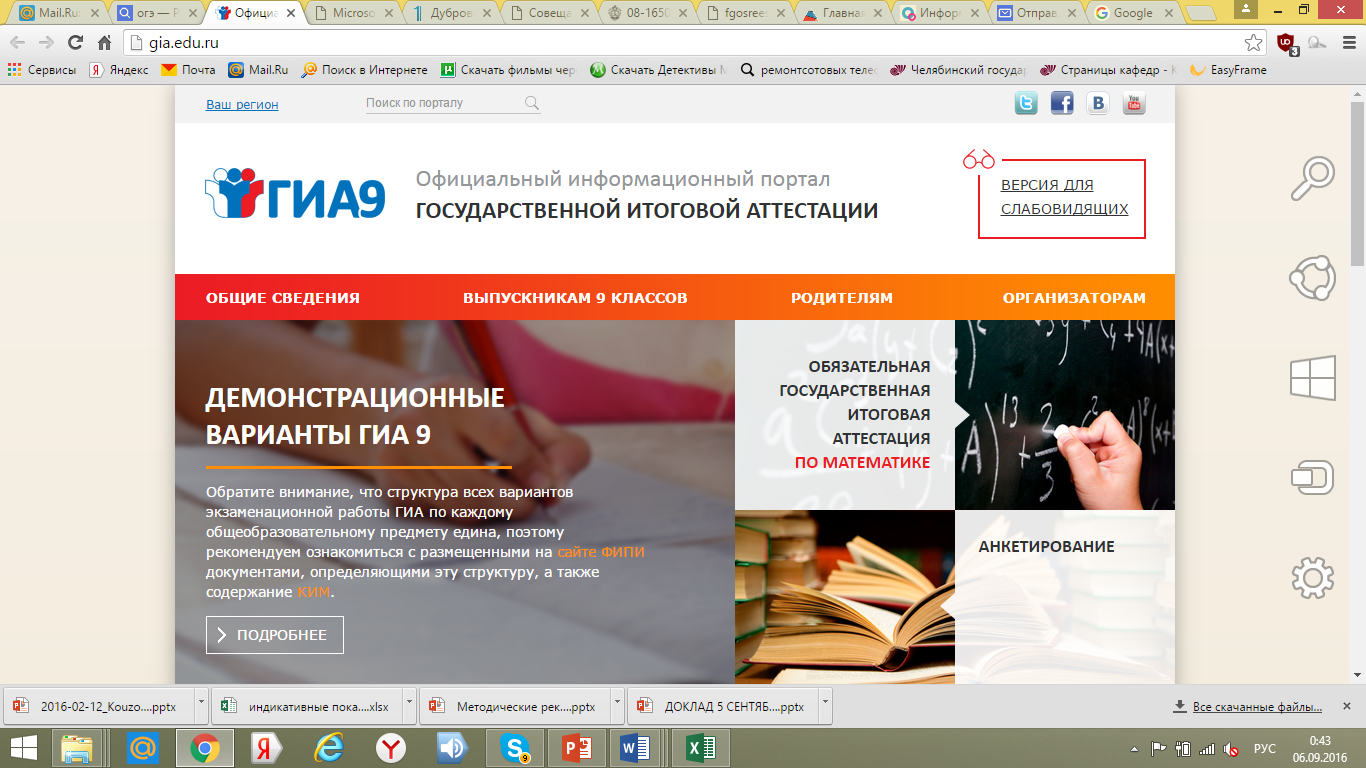 Mail.Ru:
огэ — Р
Официа
Microso
Дубров
Совеща
08-1650
fgosrees
Главная
Инфор
Отправ
Google
gia.edu.ru
3
Сервисы
Яндекс
Почта
Mail.Ru
Поиск в Интернете
Скачать фильмы чер
Скачать Детективы М
ремонтсотовых теле
Челябинский государ
Страницы кафедр - К
EasyFrame
Ваш регион
Поиск по порталу
You Tube
ГИА9
Официальный информационный портал
ГОСУДАРСТВЕННОЙ ИТОГОВОЙ АТТЕСТАЦИИ
ВЕРСИЯ ДЛЯ
СЛАБОВИДЯЩИХ
ОБЩИЕ СВЕДЕНИЯ
ВЫПУСКНИКАМ 9 КЛАССОВ
РОДИТЕЛЯМ
ОРГАНИЗАТОРАМ
ДЕМОНСТРАЦИОННЫЕ
ВАРИАНТЫ ГИА 9
Обратите внимание, что структура всех вариантов
экзаменационной работы ГИА по каждому
общеобразовательному предмету едина, поэтому
рекомендуем ознакомиться с размещенными на сайте ФИПИ
документами, определяющими эту структуру, а также
содержание КИМ.
ПОДРОБНЕЕ
ОБЯЗАТЕЛЬНАЯ
ГОСУДАРСТВЕННАЯ
ИТОГОВАЯ
АТТЕСТАЦИЯ
ПО МАТЕМАТИКЕ
АНКЕТИРОВАНИЕ
2016-02-12_Kouzo....pptx
индикативные пока....xlsx
Методические рек....pptx
ДОКЛАД 5 СЕНТЯБ....pptx
Все скачанные файлы...
9
РУС
0:43
06.09.2016